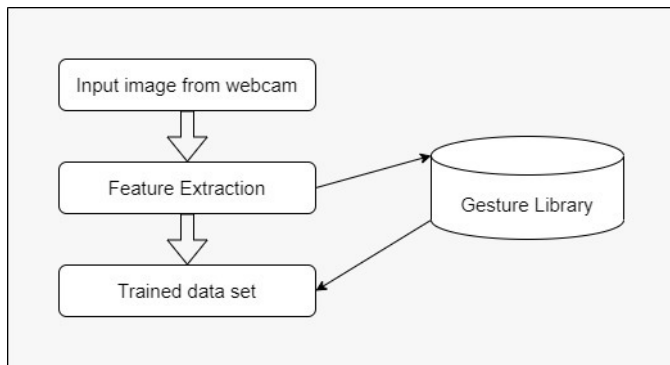 Input image from webcam
Feature Extraction
Gesture Library
Trained data set